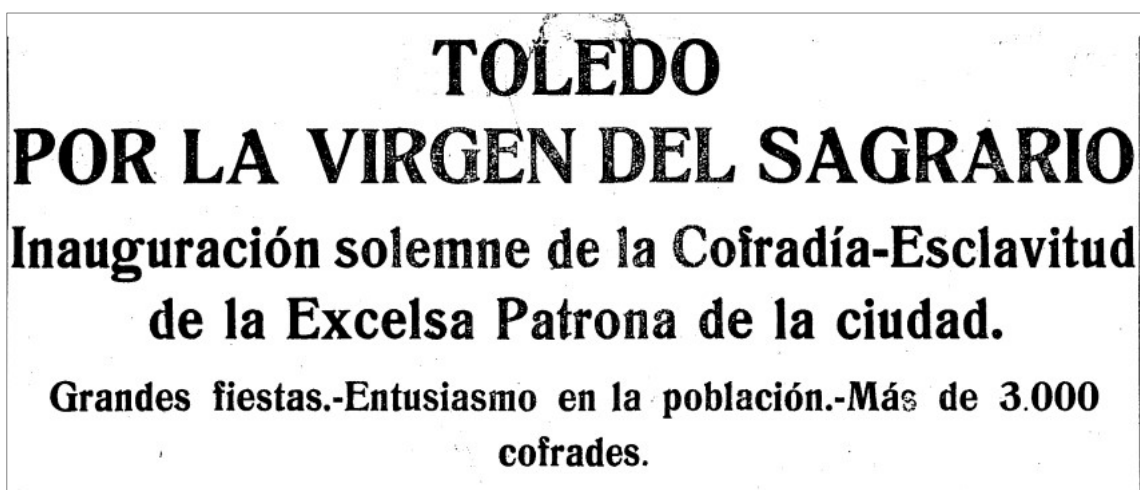 TOLEDO
POR LA VIRGEN DEL SAGRARIO
Inauguración solemne de la Cofradía-Esclavitud
de la Excelsa Patrona de la ciudad.
Grandes fiestas.-Entusiasmo en la población.-Más de 3.000
cofrades.